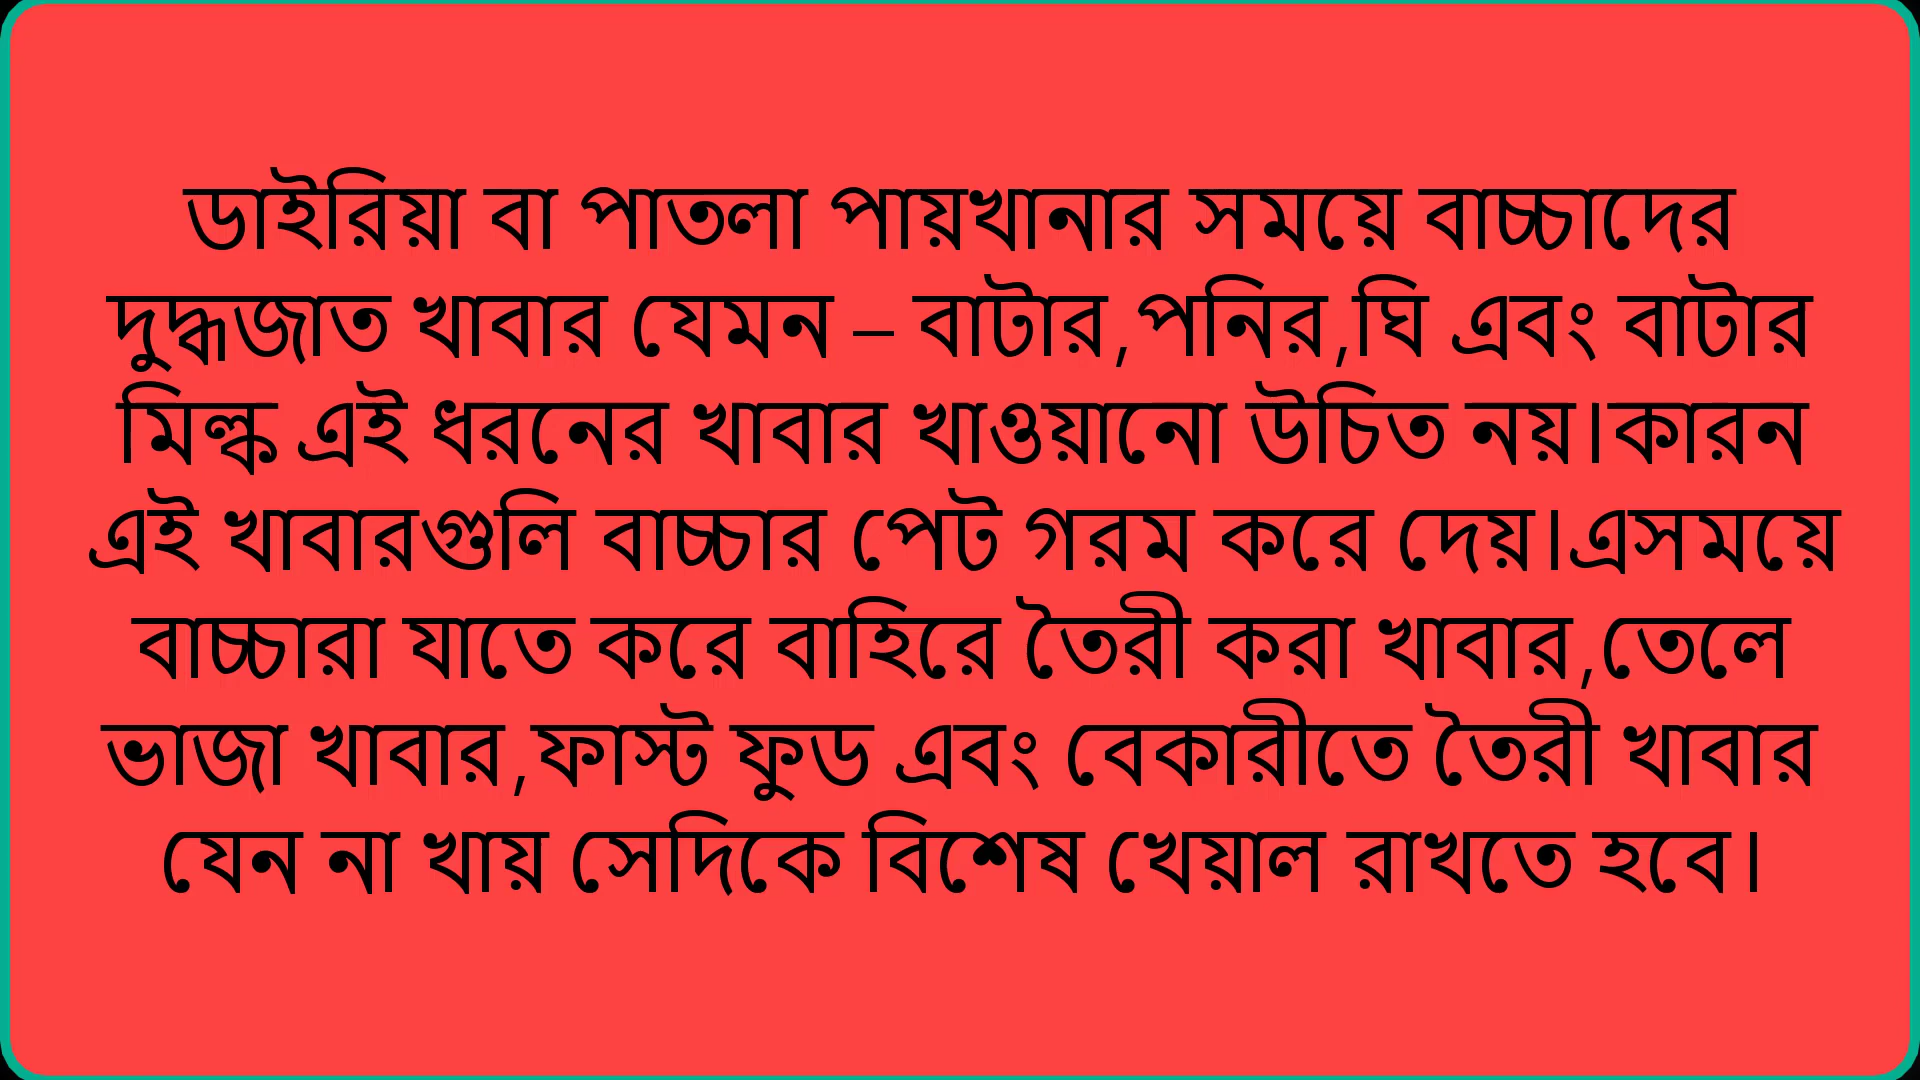 ডাইরিয়া বা পাতলা পায়খানার সময়ে বাচ্চাদের
দুদ্ধজাত খাবার যেমন – বাটার,পনির,ঘি এবং বাটার
মিল্ক এই ধরনের খাবার খাওয়ানো উচিত নয়।কারন
এই খাবারগুলি বাচ্চার পেট গরম করে দেয়।এসময়ে
বাচ্চারা যাতে করে বাহিরে তৈরী করা খাবার,তেলে
ভাজা খাবার,ফাস্ট ফুড এবং বেকারীতে তৈরী খাবার
যেন না খায় সেদিকে বিশেষ খেয়াল রাখতে হবে।